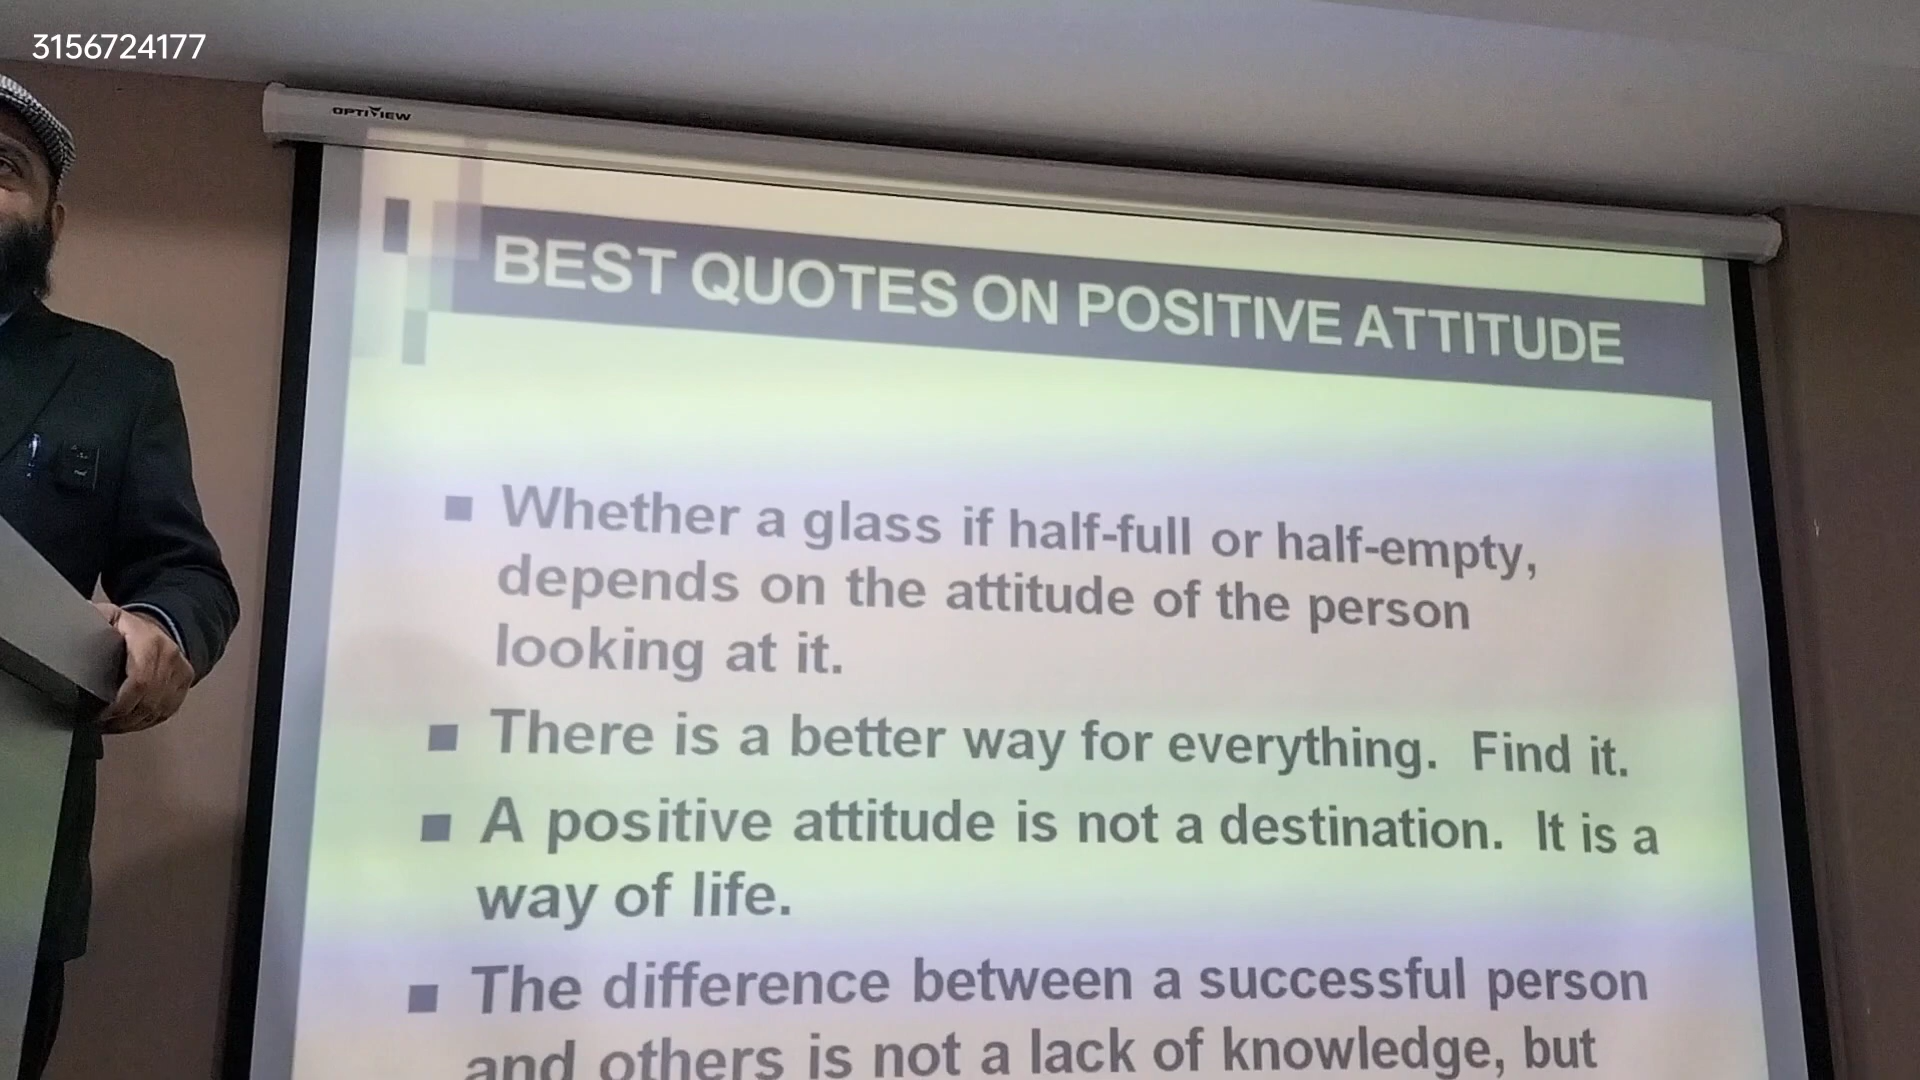 3156724177
OPTIVIEW
BEST QUOTES ON POSITIVE ATTITUDE
Whether a glass if half-full or half-empty,
depends on the attitude of the person
looking at it.
There is a better way for everything. Find it.
A positive attitude is not a destination. It is a
way of life.
The difference between a successful person
and others is not a lack of knowledge, but